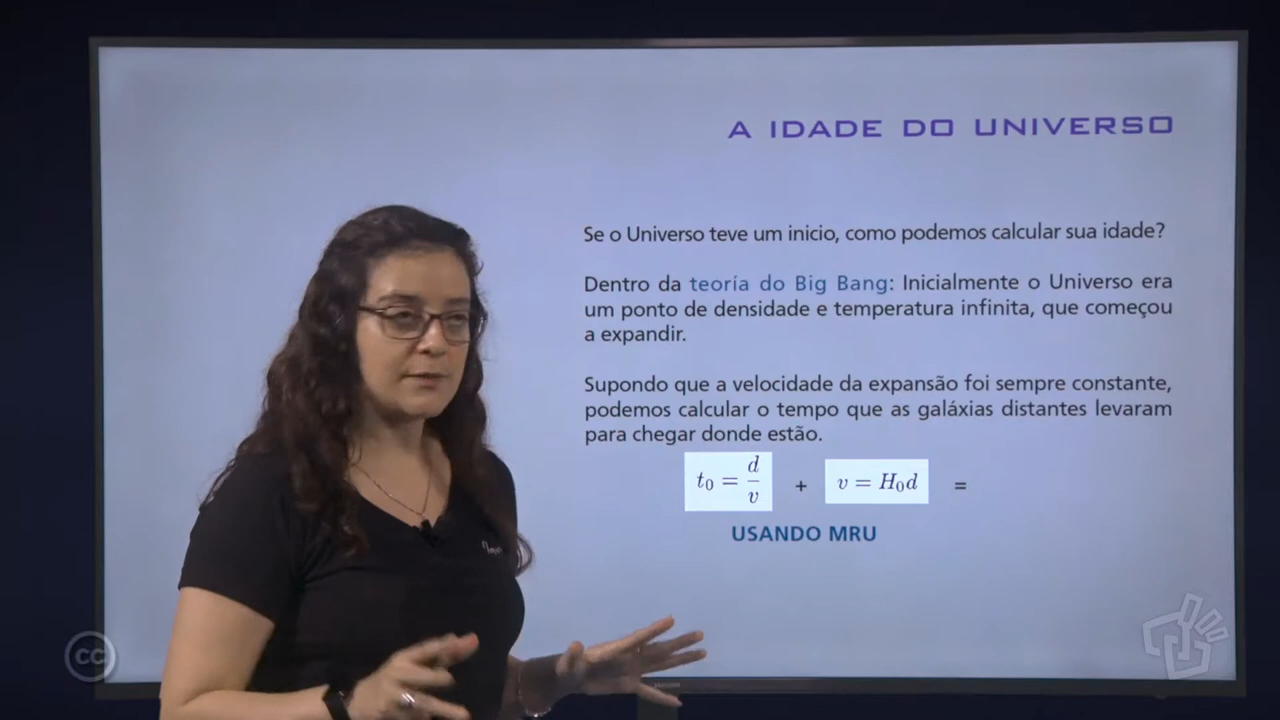 A IDADE DO UNIVERSO
Se o Universo teve um inicio, como podemos calcular sua idade?
Dentro da teoría do Big Bang: Inicialmente o Universo era
um ponto de densidade e temperatura infinita, que começou
a expandir.
Supondo que a velocidade da expansão foi sempre constante,
podemos calcular o tempo que as galáxias distantes levaram
para chegar donde estão.
t₀ = d/v + v = H₀d =
USANDO MRU
cc